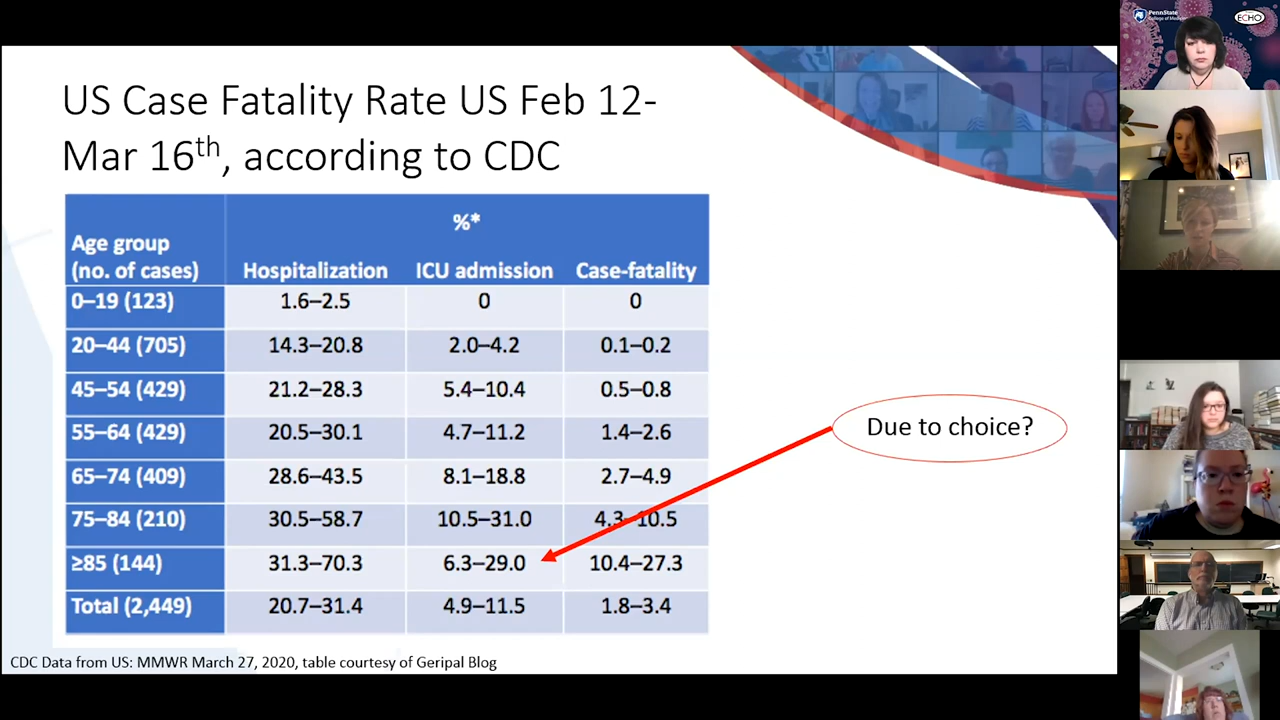 US Case Fatality Rate US Feb 12-
Mar 16th, according to CDC
%*
Age group
(no. of cases) Hospitalization ICU admission Case-fatality
0–19 (123) 1.6–2.5 0 0
20–44 (705) 14.3–20.8 2.0–4.2 0.1–0.2
45–54 (429) 21.2–28.3 5.4–10.4 0.5–0.8
55–64 (429) 20.5–30.1 4.7–11.2 1.4–2.6
65–74 (409) 28.6–43.5 8.1–18.8 2.7–4.9
75–84 (210) 30.5–58.7 10.5–31.0 4.3–10.5
≥85 (144) 31.3–70.3 6.3–29.0 10.4–27.3
Total (2,449) 20.7–31.4 4.9–11.5 1.8–3.4
Due to choice?
CDC Data from US: MMWR March 27, 2020, table courtesy of Geripal Blog
PennState
College of Medicine
ECHO